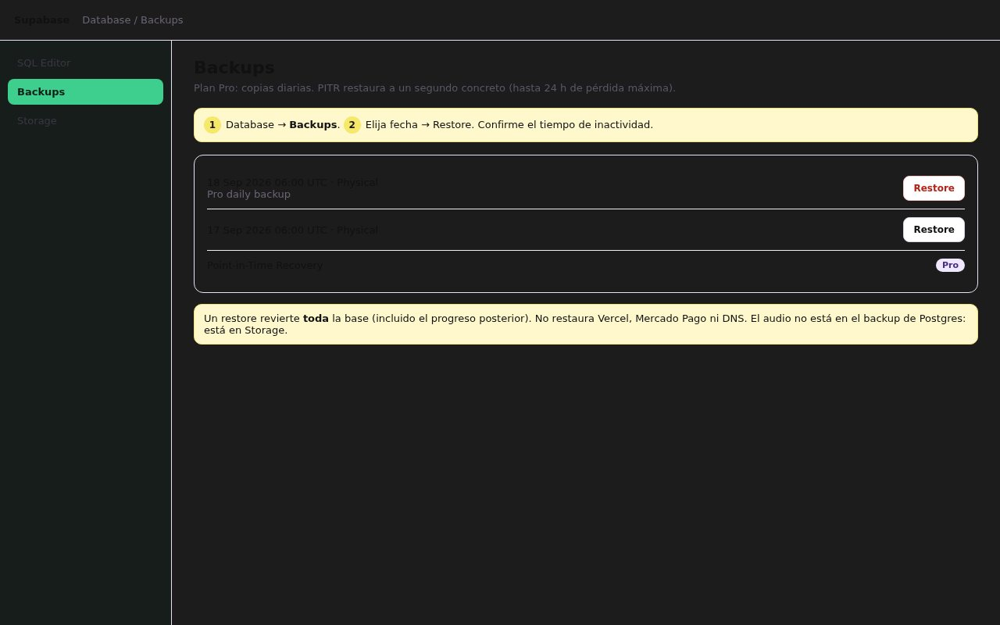 Supabase Database / Backups
SQL Editor
Backups
Storage
Backups
Plan Pro: copias diarias. PITR restaura a un segundo concreto (hasta 24 h de pérdida máxima).
1 Database → Backups. 2 Elija fecha → Restore. Confirme el tiempo de inactividad.
18 Sep 2026 06:00 UTC · Physical
Pro daily backup
Restore
17 Sep 2026 06:00 UTC · Physical
Restore
Point-in-Time Recovery
Pro
Un restore revierte toda la base (incluido el progreso posterior). No restaura Vercel, Mercado Pago ni DNS. El audio no está en el backup de Postgres:
está en Storage.